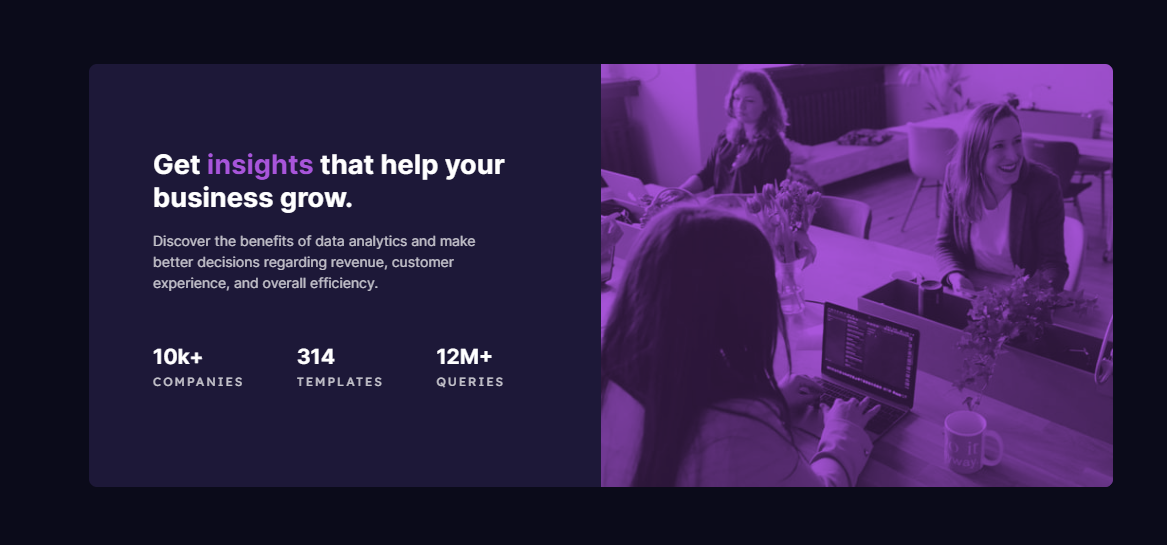 Get insights that help your
business grow.
Discover the benefits of data analytics and make
better decisions regarding revenue, customer
experience, and overall efficiency.
10k+ 314 12M+
COMPANIES TEMPLATES QUERIES